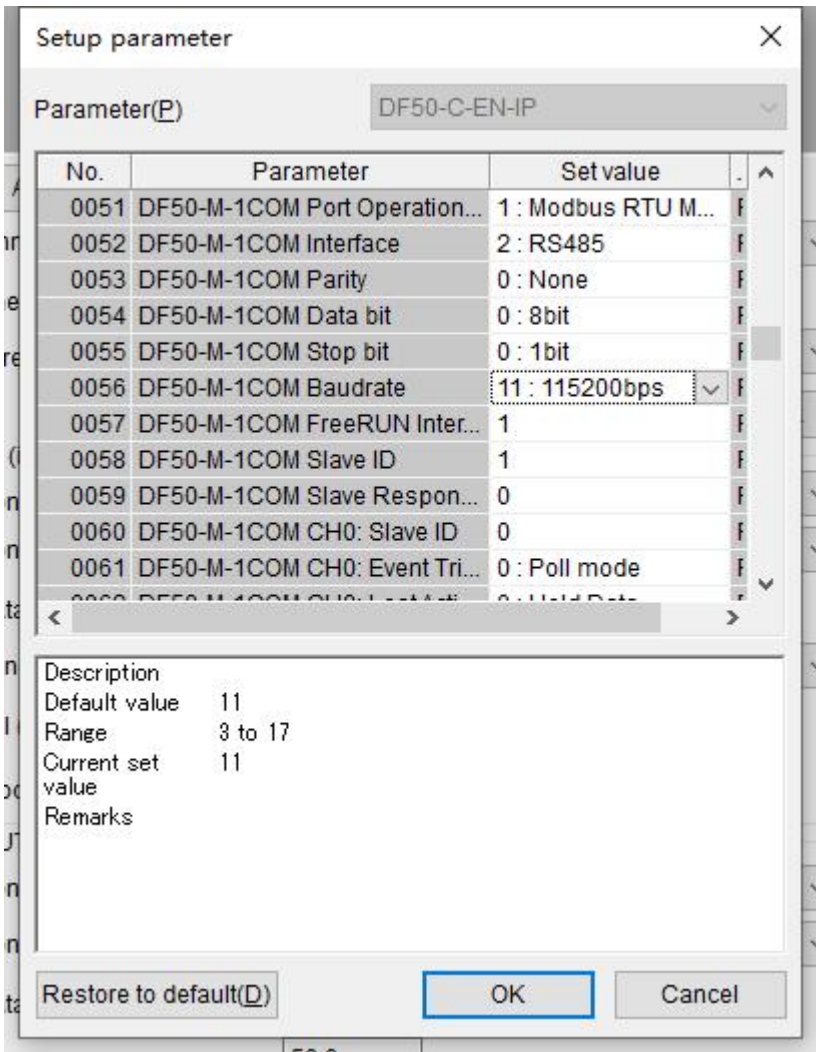 Setup parameter
Parameter(P) DF50-C-EN-IP
No. Parameter Set value .
0051 DF50-M-1COM Port Operation... 1 : Modbus RTU M...
0052 DF50-M-1COM Interface 2 : RS485
0053 DF50-M-1COM Parity 0 : None
0054 DF50-M-1COM Data bit 0 : 8bit
0055 DF50-M-1COM Stop bit 0 : 1bit
0056 DF50-M-1COM Baudrate 11 : 115200bps
0057 DF50-M-1COM FreeRUN Inter... 1
0058 DF50-M-1COM Slave ID 1
0059 DF50-M-1COM Slave Respon... 0
0060 DF50-M-1COM CH0: Slave ID 0
0061 DF50-M-1COM CH0: Event Tri... 0 : Poll mode
Description
Default value 11
Range 3 to 17
Current set value 11
Remarks
Restore to default(D) OK Cancel